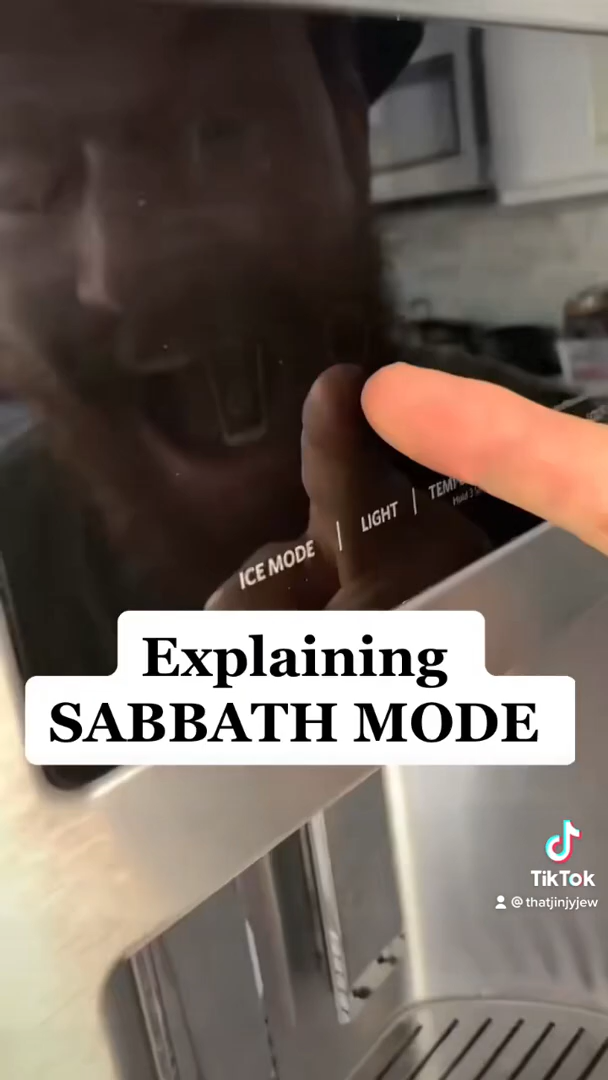 ICE MODE | LIGHT |
Explaining
SABBATH MODE
TikTok
@thatjinjyjew